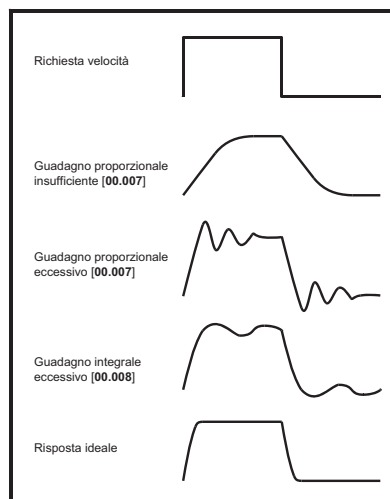 Richiesta velocità
Guadagno proporzionale
insufficiente [00.007]
Guadagno proporzionale
eccessivo [00.007]
Guadagno integrale
eccessivo [00.008]
Risposta ideale